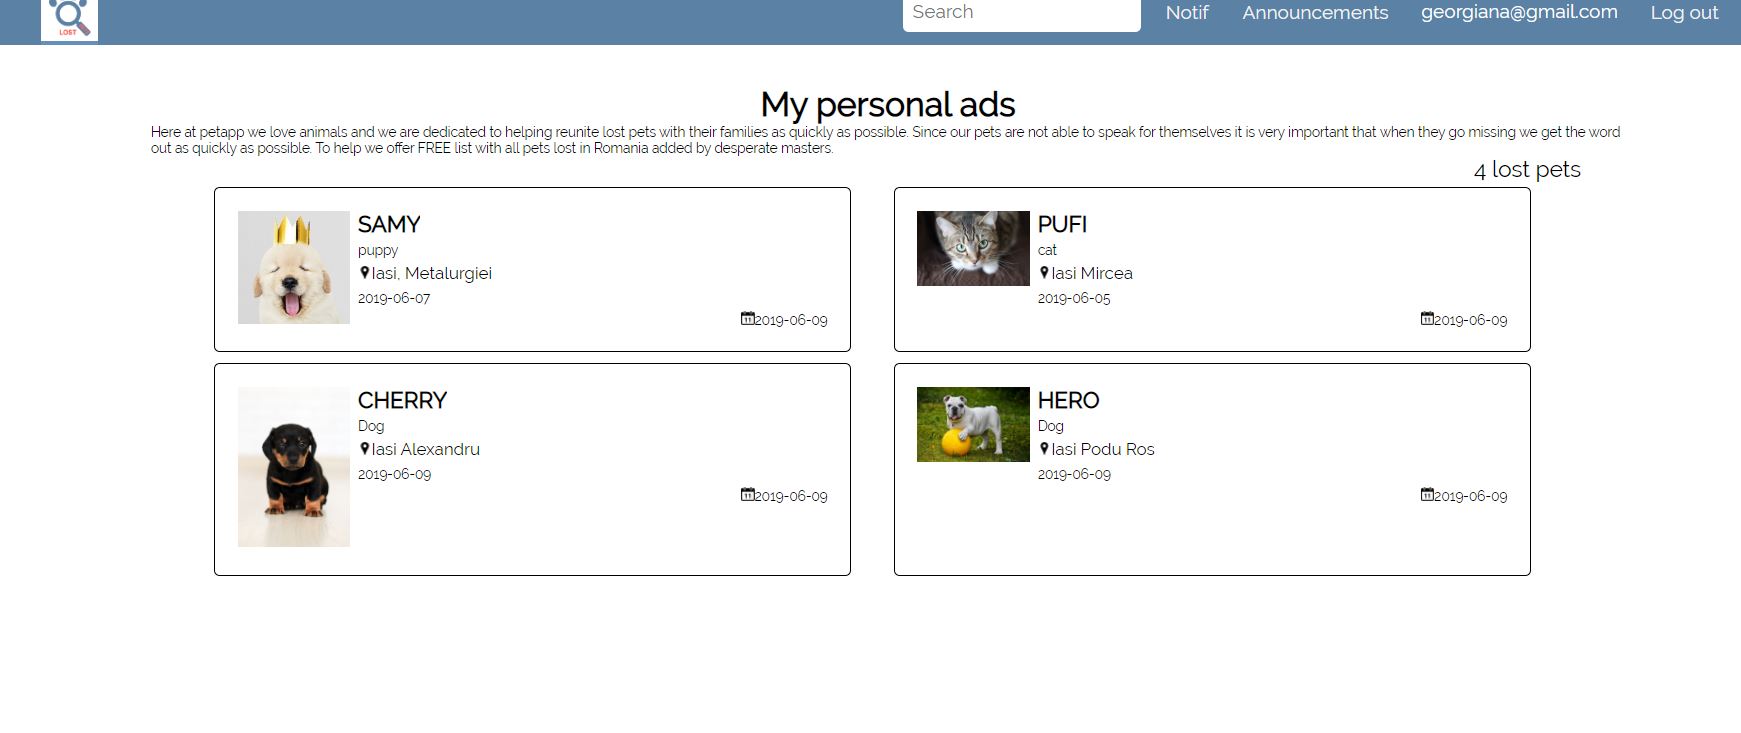 LOST
Search
Notif
Announcements
georgiana@gmail.com
Log out
My personal ads
Here at petapp we love animals and we are dedicated to helping reunite lost pets with their families as quickly as possible. Since our pets are not able to speak for themselves it is very important that when they go missing we get the word
out as quickly as possible. To help we offer FREE list with all pets lost in Romania added by desperate masters.
4 lost pets
SAMY
puppy
Iasi, Metalurgiei
2019-06-07
2019-06-09
PUFI
cat
Iasi Mircea
2019-06-05
2019-06-09
CHERRY
Dog
Iasi Alexandru
2019-06-09
2019-06-09
HERO
Dog
Iasi Podu Ros
2019-06-09
2019-06-09